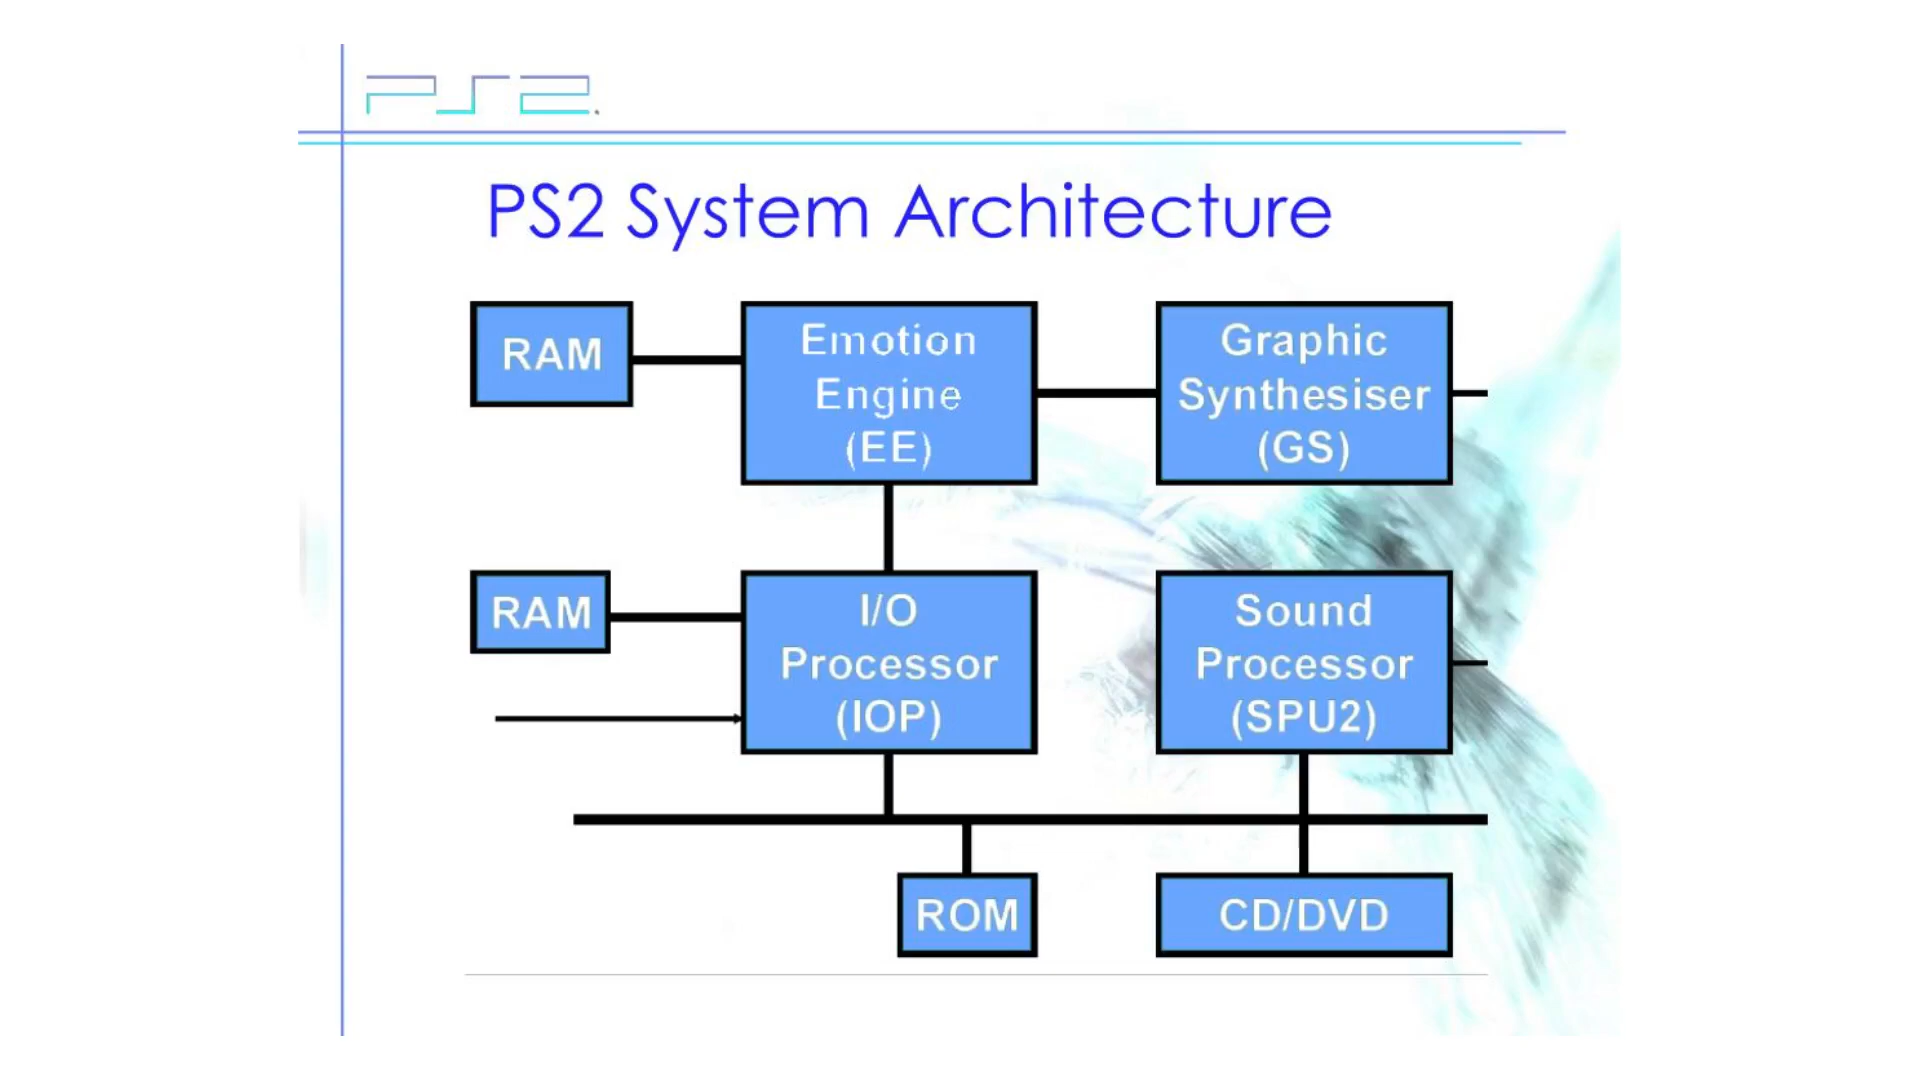 PS2
PS2 System Architecture
RAM
Emotion
Engine
(EE)
Graphic
Synthesiser
(GS)
RAM
I/O
Processor
(IOP)
Sound
Processor
(SPU2)
ROM
CD/DVD